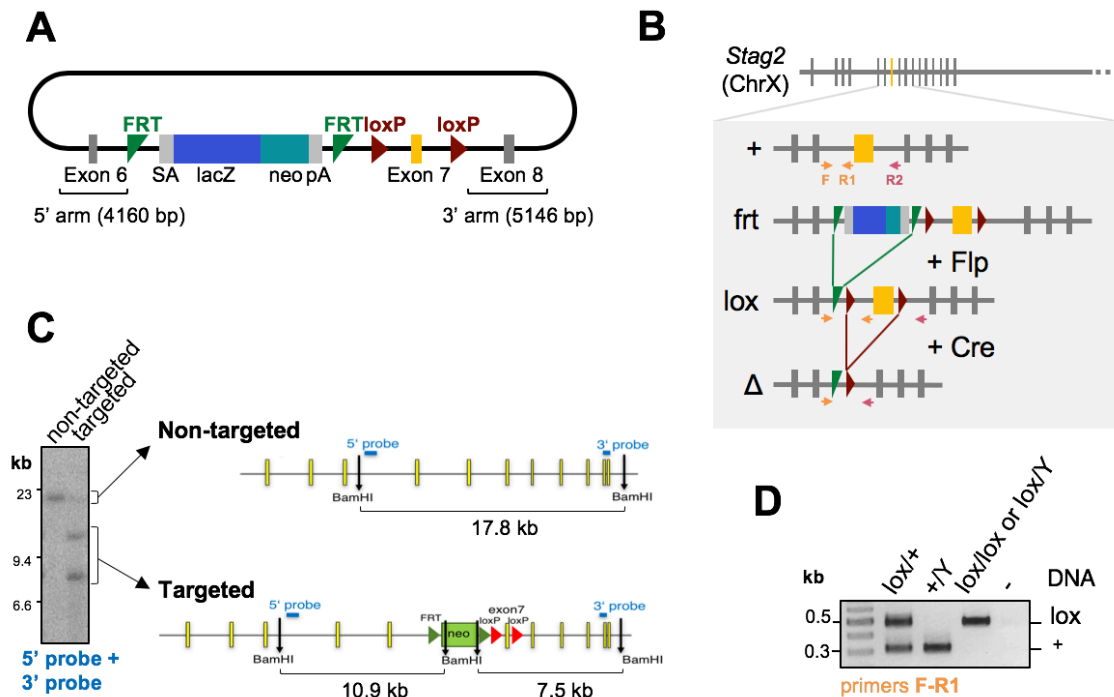 A
FRT
FRT
loxP
loxP
Exon 6
SA
lacZ
neo
pA
Exon 7
Exon 8
5' arm (4160 bp)
3' arm (5146 bp)
B
Stag2
(ChrX)
+
F
R1
R2
frt
+ Flp
lox
+ Cre
Δ
C
non-targeted
targeted
kb
23
9.4
6.6
5' probe +
3' probe
Non-targeted
5' probe
3' probe
BamHI
BamHI
17.8 kb
Targeted
5' probe
FRT
neo
loxP
exon7
loxP
3' probe
BamHI
BamHI
BamHI
10.9 kb
7.5 kb
D
lox/+
+/Y
lox/lox or lox/Y
-
DNA
kb
0.5
0.3
lox
+
primers F-R1